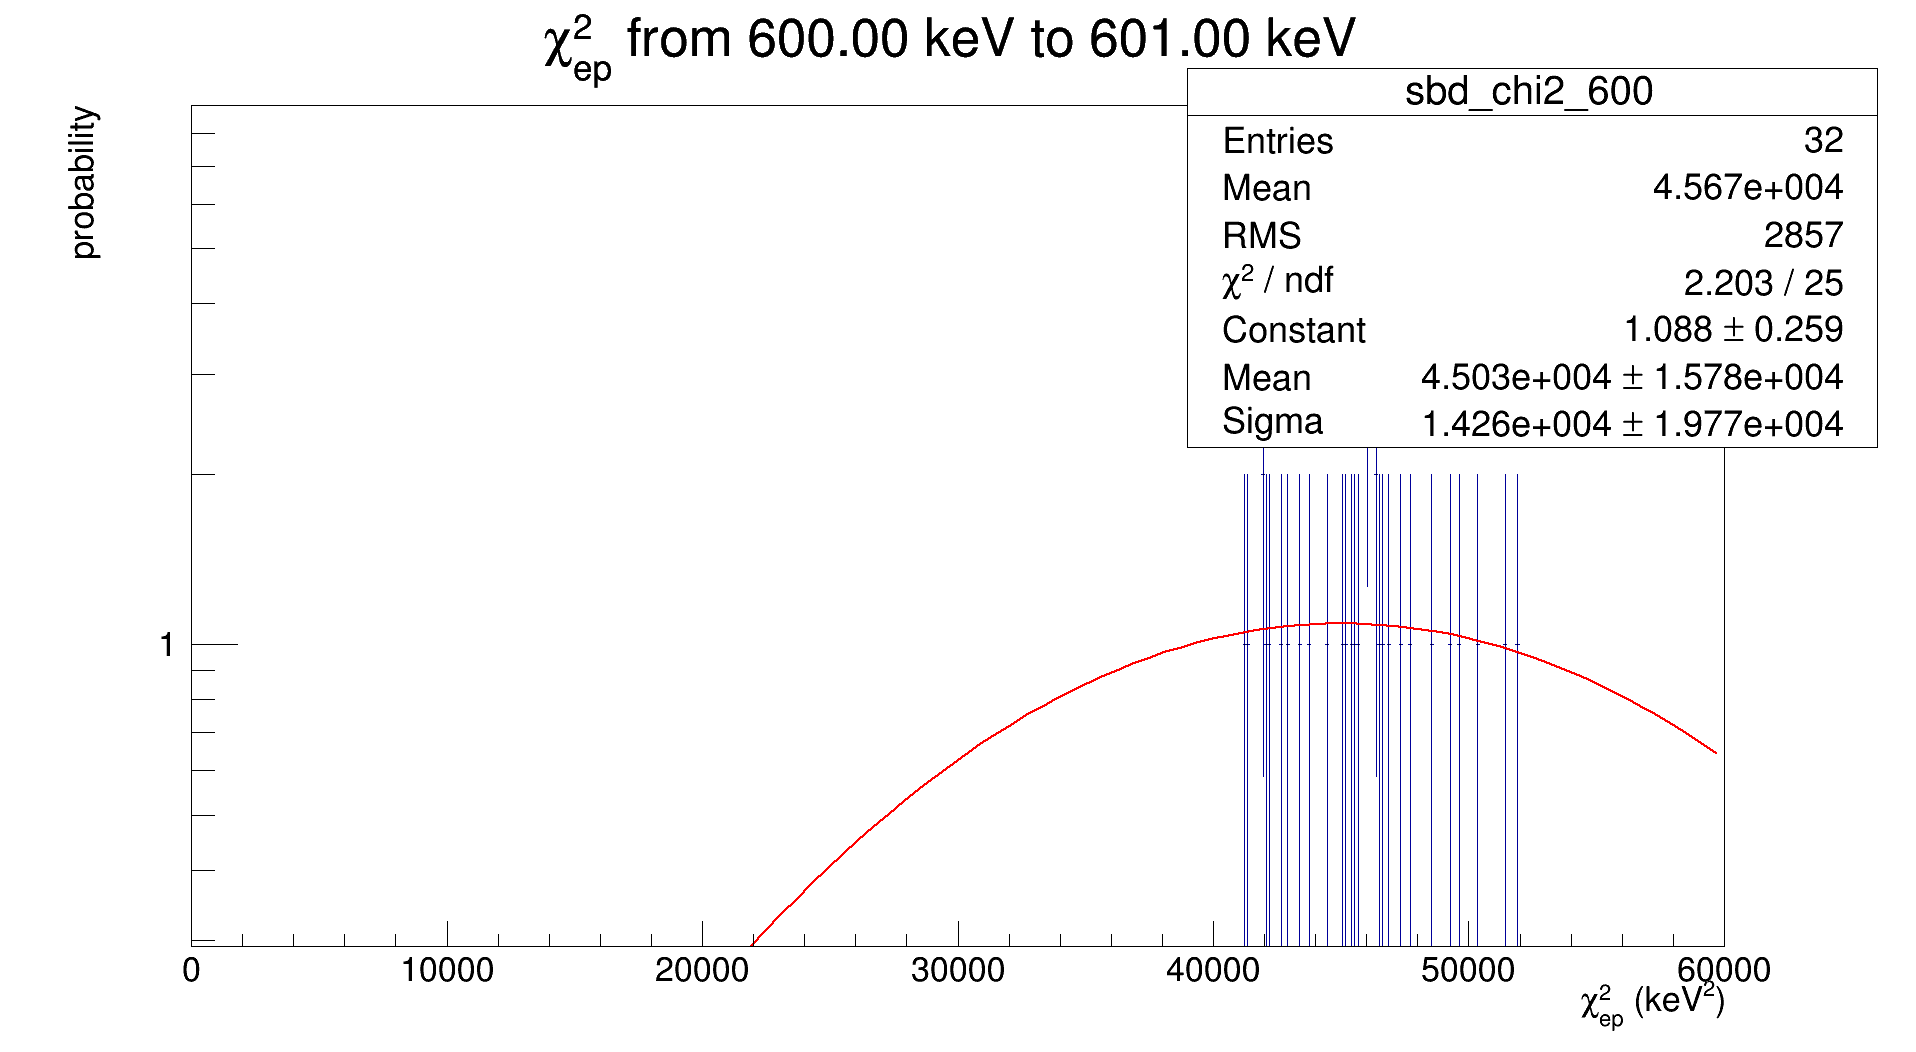 χ²ep from 600.00 keV to 601.00 keV
probability
sbd_chi2_600
Entries 32
Mean 4.567e+004
RMS 2857
χ² / ndf 2.203 / 25
Constant 1.088 ± 0.259
Mean 4.503e+004 ± 1.578e+004
Sigma 1.426e+004 ± 1.977e+004
1
0 10000 20000 30000 40000 50000 60000
χ²ep (keV²)